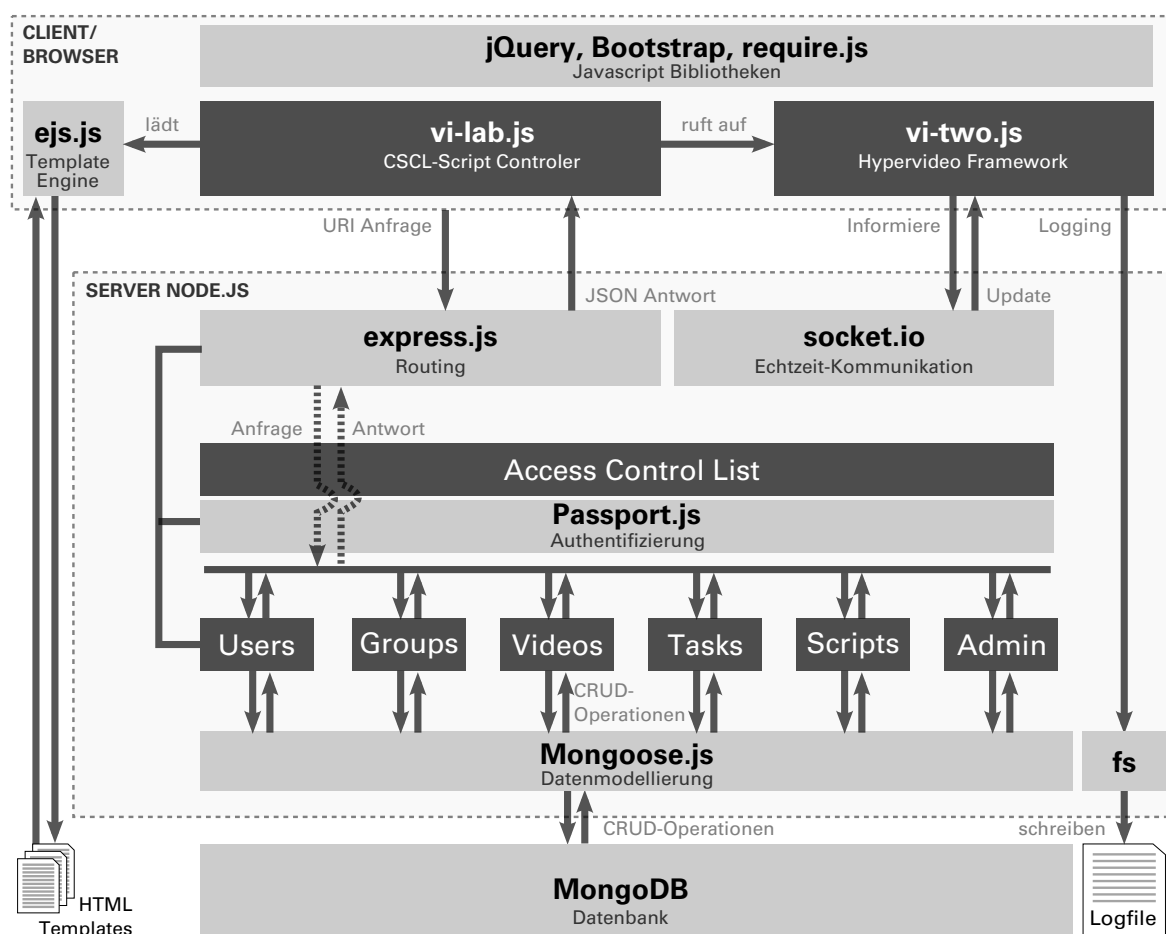 CLIENT/
BROWSER
jQuery, Bootstrap, require.js
Javascript Bibliotheken
ejs.js
Template
Engine
lädt
vi-lab.js
CSCL-Script Controler
ruft auf
vi-two.js
Hypervideo Framework
URI Anfrage
Informiere
Logging
SERVER NODE.JS
JSON Antwort
Update
express.js
Routing
socket.io
Echtzeit-Kommunikation
Anfrage
Antwort
Access Control List
Passport.js
Authentifizierung
Users
Groups
Videos
Tasks
Scripts
Admin
CRUD-
Operationen
Mongoose.js
Datenmodellierung
fs
CRUD-Operationen
schreiben
MongoDB
Datenbank
HTML
Templates
Logfile